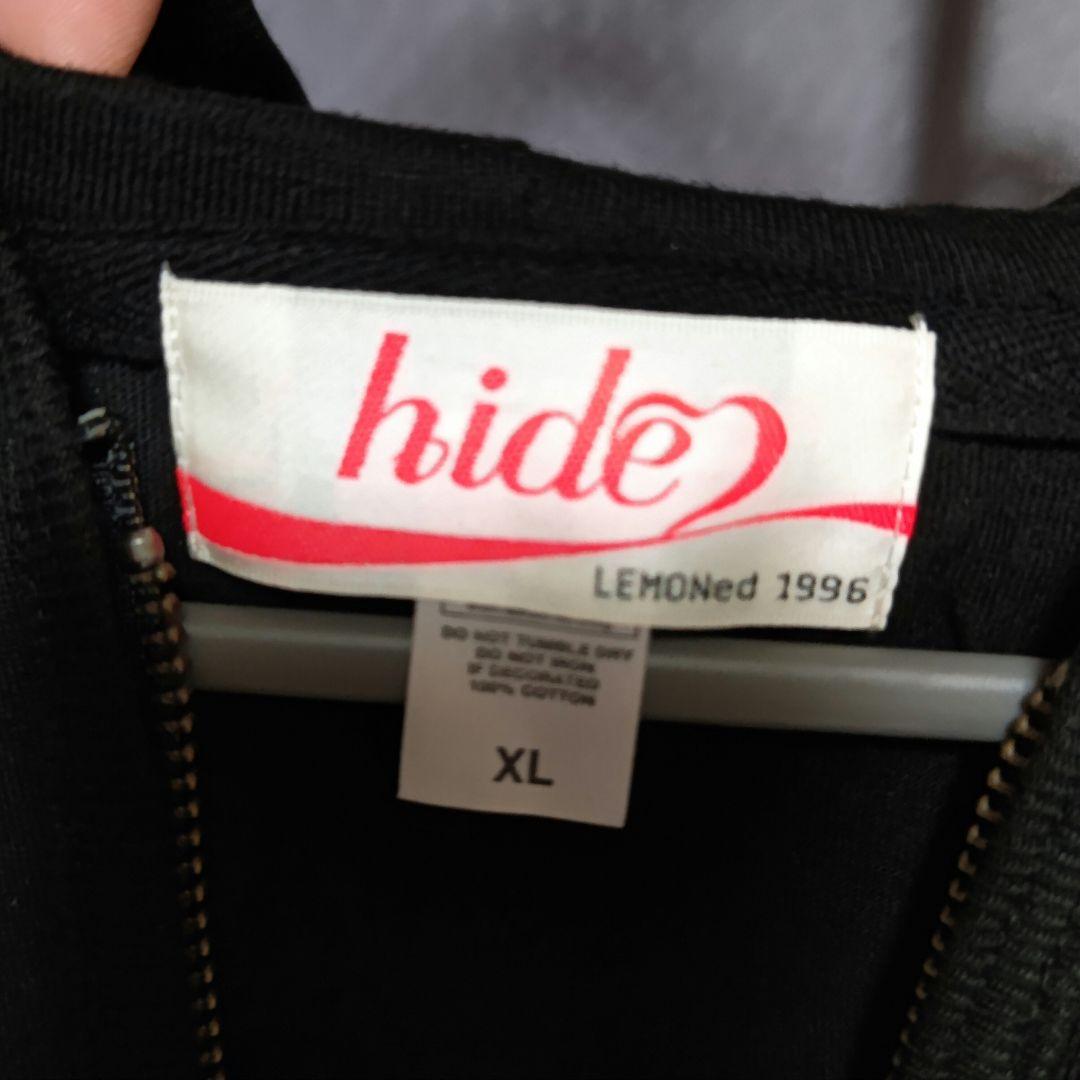 hide
LEMONed 1996
DO NOT TUMBLE DRY
DO NOT IRON
IF DECORATED
100% COTTON
XL